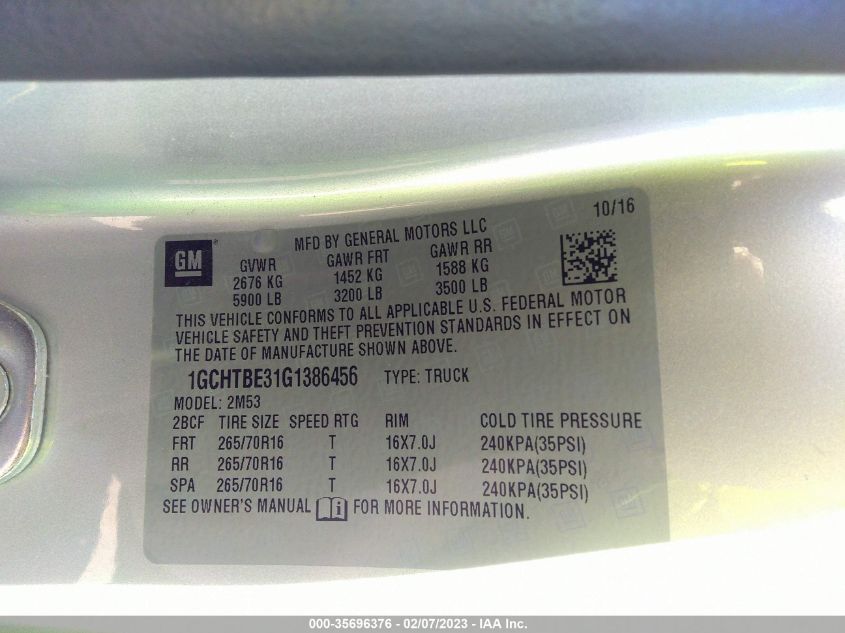 10/16
MFD BY GENERAL MOTORS LLC
GM
GVWR GAWR FRT GAWR RR
2676 KG 1452 KG 1588 KG
5900 LB 3200 LB 3500 LB
THIS VEHICLE CONFORMS TO ALL APPLICABLE U.S. FEDERAL MOTOR
VEHICLE SAFETY AND THEFT PREVENTION STANDARDS IN EFFECT ON
THE DATE OF MANUFACTURE SHOWN ABOVE.
1GCHTBE31G1386456 TYPE: TRUCK
MODEL: 2M53
2BCF TIRE SIZE SPEED RTG RIM COLD TIRE PRESSURE
FRT 265/70R16 T 16X7.0J 240KPA(35PSI)
RR 265/70R16 T 16X7.0J 240KPA(35PSI)
SPA 265/70R16 T 16X7.0J 240KPA(35PSI)
SEE OWNER'S MANUAL i FOR MORE INFORMATION.
000-35696376 - 02/07/2023 - IAA Inc.